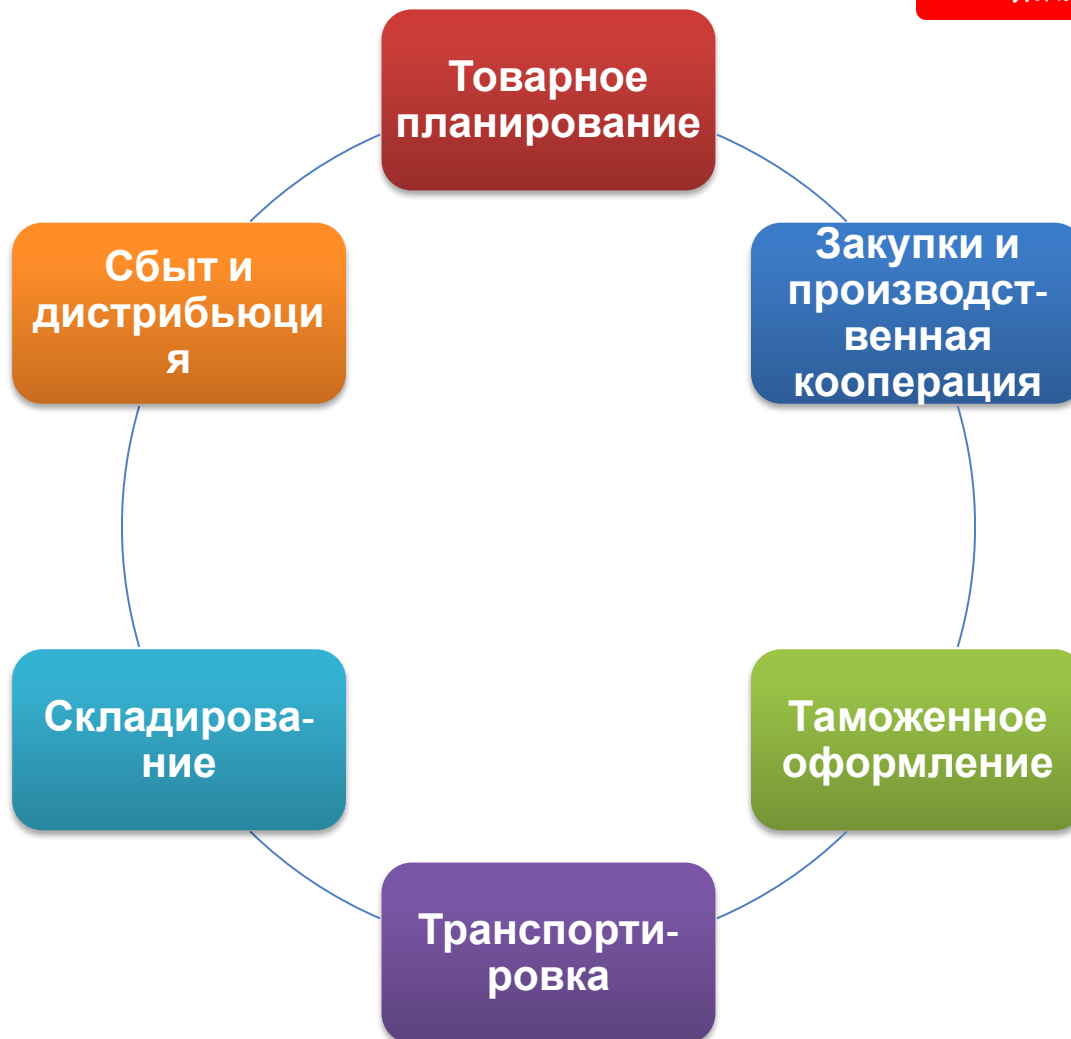 Товарное
планирование
Закупки и
производст-
венная
кооперация
Таможенное
оформление
Транспорти-
ровка
Складирова-
ние
Сбыт и
дистрибьюци
я